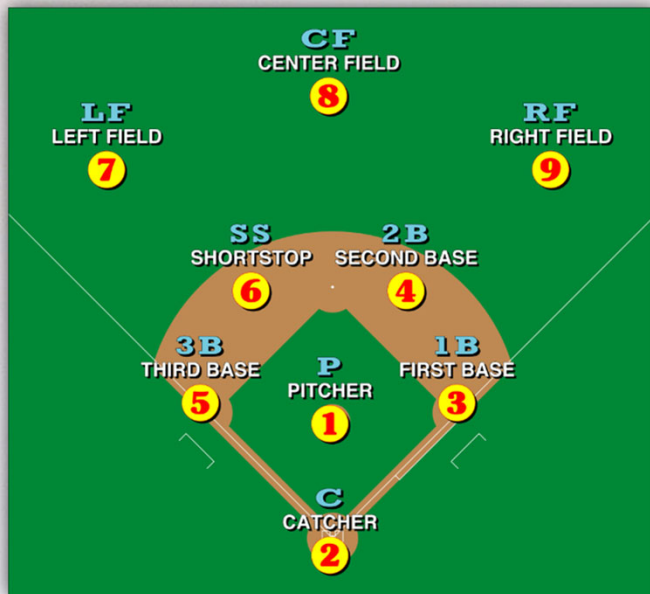 CF
CENTER FIELD
8
LF
LEFT FIELD
7
RF
RIGHT FIELD
9
SS
SHORTSTOP
6
2B
SECOND BASE
4
3B
THIRD BASE
5
P
PITCHER
1
1B
FIRST BASE
3
C
CATCHER
2